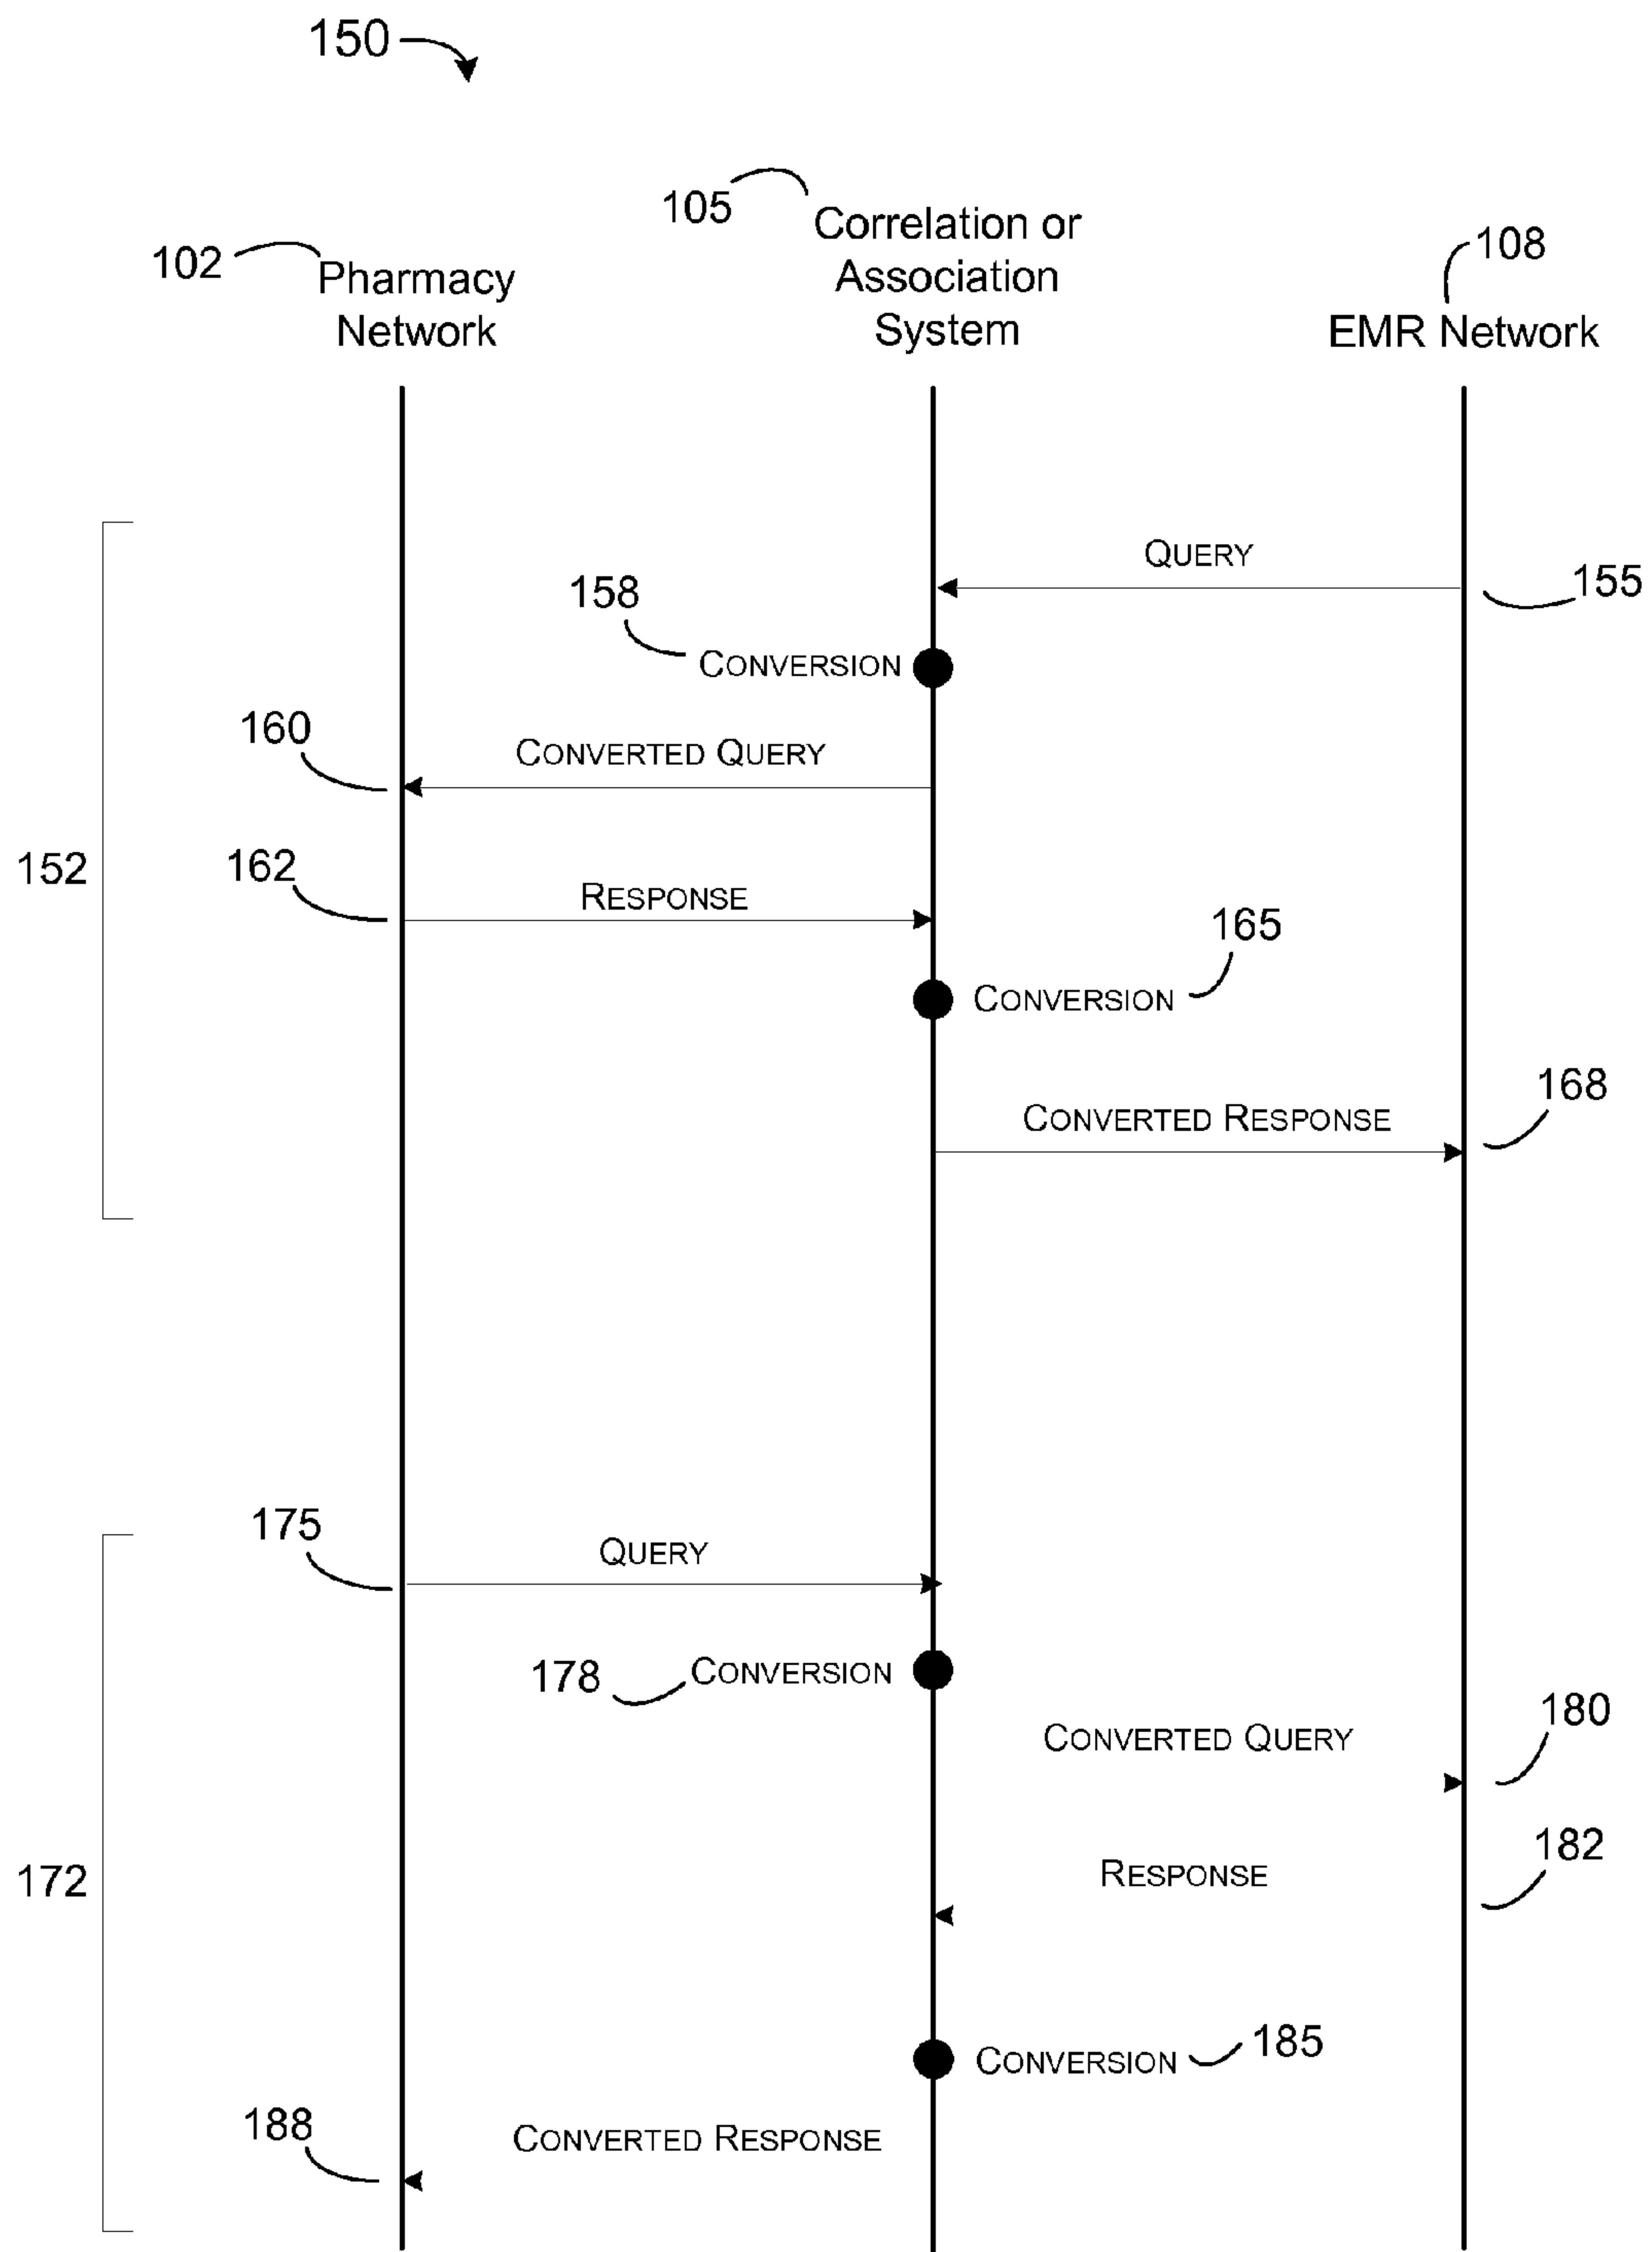 150
105
Correlation or
Association
System
102
Pharmacy
Network
108
EMR Network
QUERY
155
158
CONVERSION
160
CONVERTED QUERY
152
162
RESPONSE
165
CONVERSION
168
CONVERTED RESPONSE
175
QUERY
178
CONVERSION
180
CONVERTED QUERY
172
182
RESPONSE
185
CONVERSION
188
CONVERTED RESPONSE